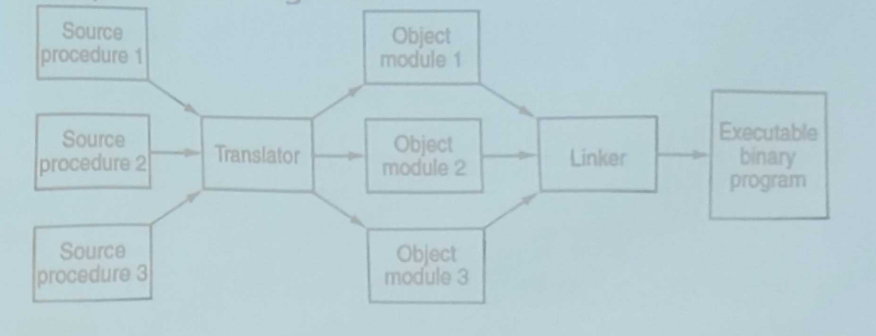 Source
procedure 1
Source
procedure 2
Source
procedure 3
Translator
Object
module 1
Object
module 2
Object
module 3
Linker
Executable
binary
program